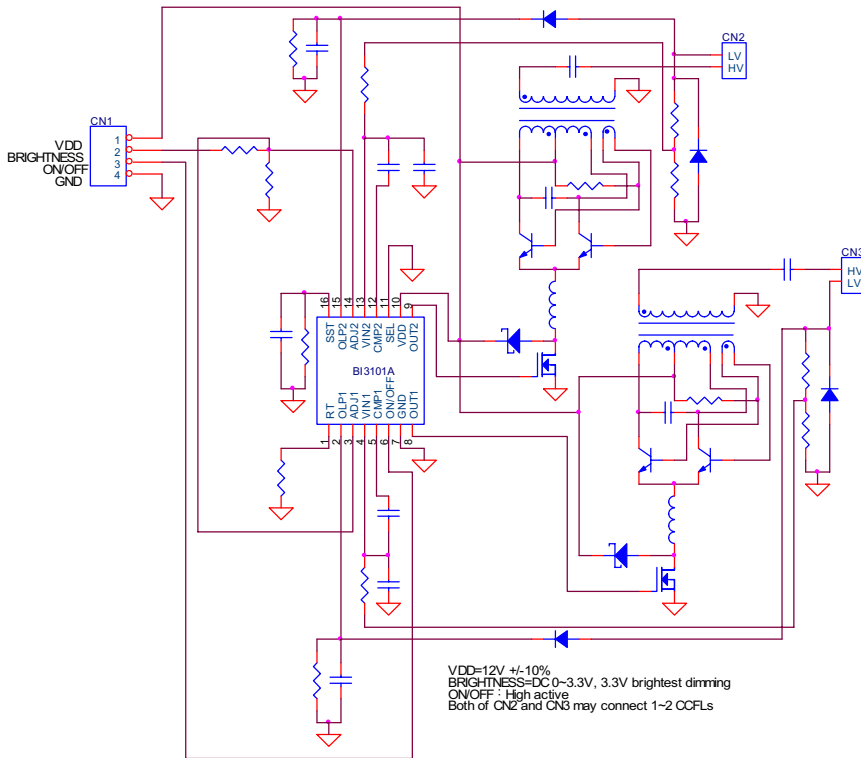 CN2
LV
HV
CN1
VDD
BRIGHTNESS
ON/OFF
GND
1
2
3
4
CN3
HV
LV
16
15
14
13
12
11
10
9
SST
OLP2
ADJ2
VIN2
CMP2
SEL
VDD
OUT2
BI3101A
RT
OLP1
ADJ1
VIN1
CMP1
ON/OFF
GND
OUT1
1
2
3
4
5
6
7
8
VDD=12V +/-10%
BRIGHTNESS=DC 0~3.3V, 3.3V brightest dimming
ON/OFF : High active
Both of CN2 and CN3 may connect 1~2 CCFLs